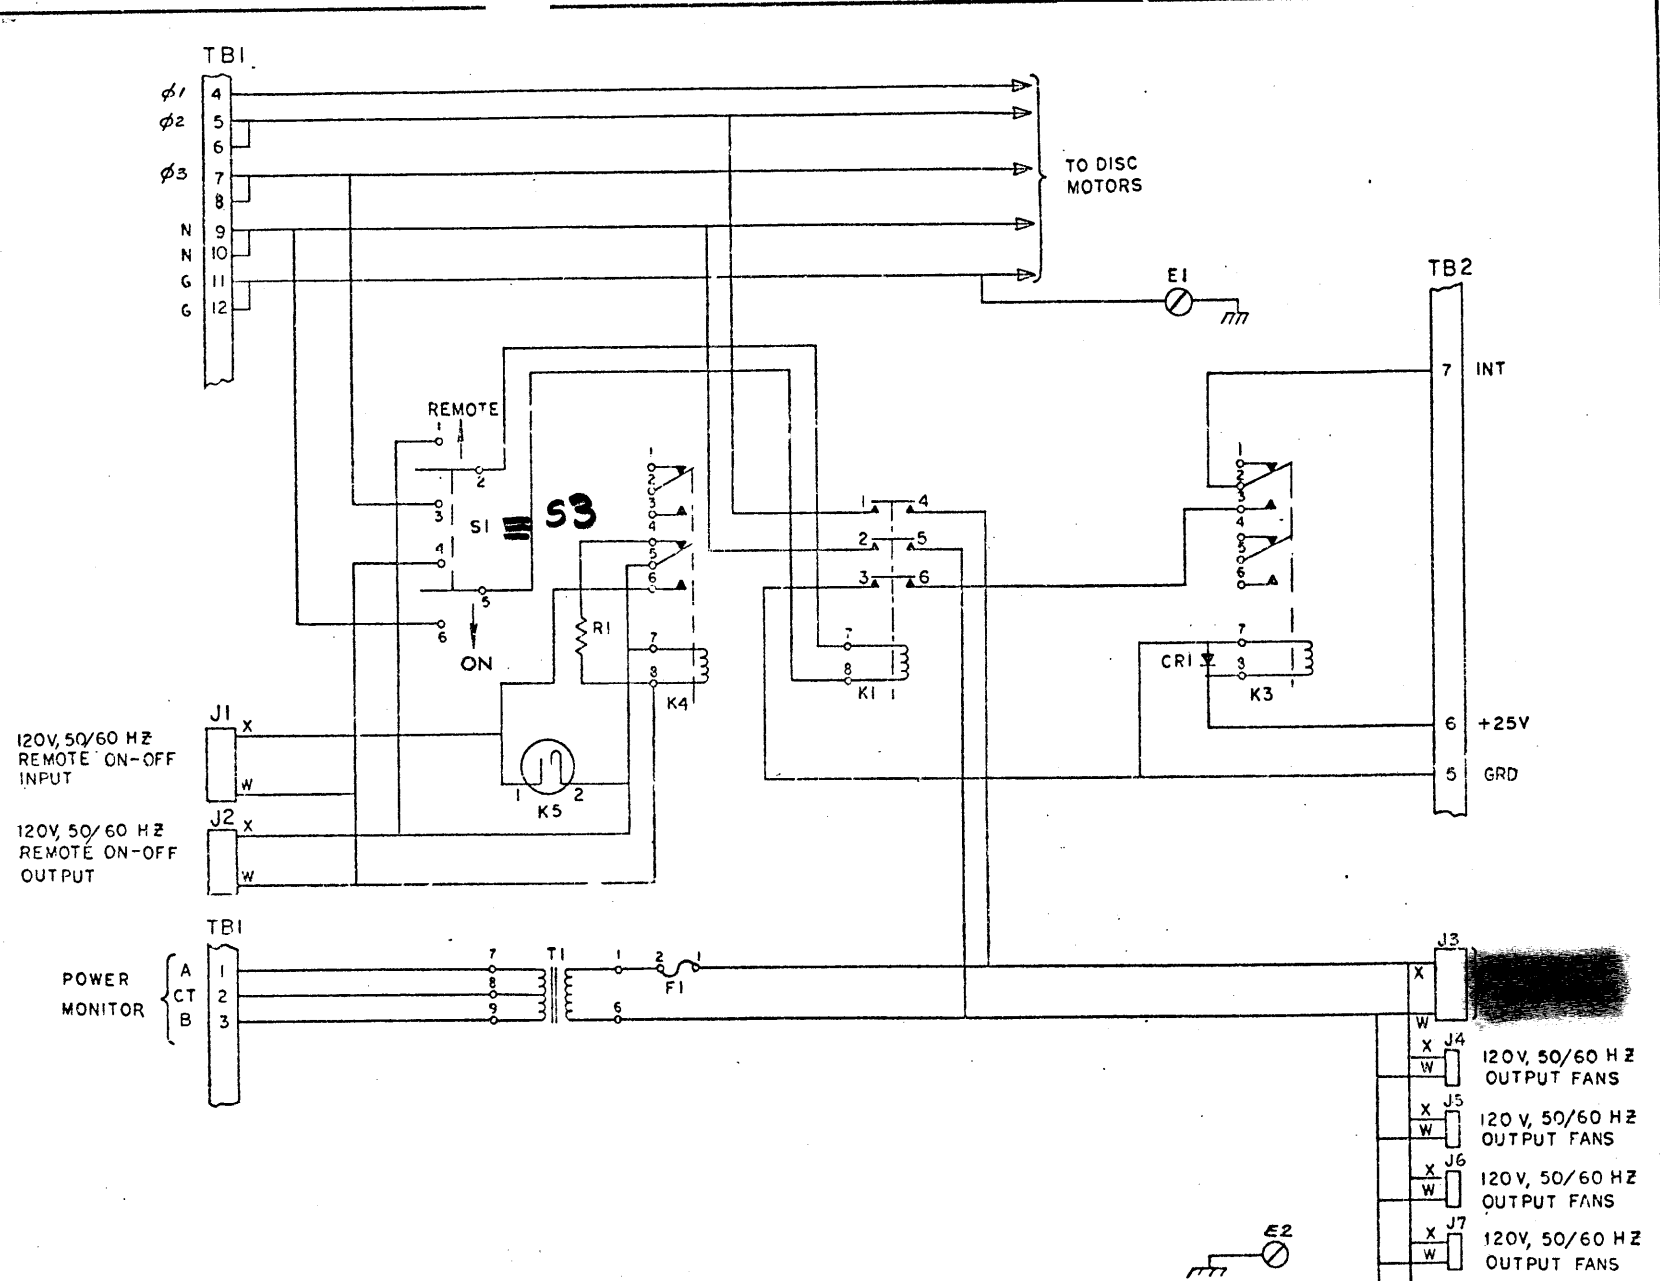 TB1
φ1 4
φ2 5
6
φ3 7
8
N 9
N 10
G 11
G 12
TO DISC
MOTORS
E1
TB2
7 INT
REMOTE
1
2
3
S1
S3
4
5
6
ON
1
2
3
4
5
6
R1
7
8
K4
1 4
2 5
3 6
7
8
K1
1
2
3
4
5
6
7
CR1
8
K3
6 +25V
5 GRD
J1
X
120V, 50/60 HZ
REMOTE ON-OFF
INPUT
W
1 2
K5
J2
X
120V, 50/60 HZ
REMOTE ON-OFF
OUTPUT
W
TB1
POWER
MONITOR
A 1
CT 2
B 3
7
8
9
T1
1
6
2 1
F1
J3
X
W
J4
X
W
120V, 50/60 HZ
OUTPUT FANS
J5
X
W
120V, 50/60 HZ
OUTPUT FANS
J6
X
W
120V, 50/60 HZ
OUTPUT FANS
J7
X
W
120V, 50/60 HZ
OUTPUT FANS
E2